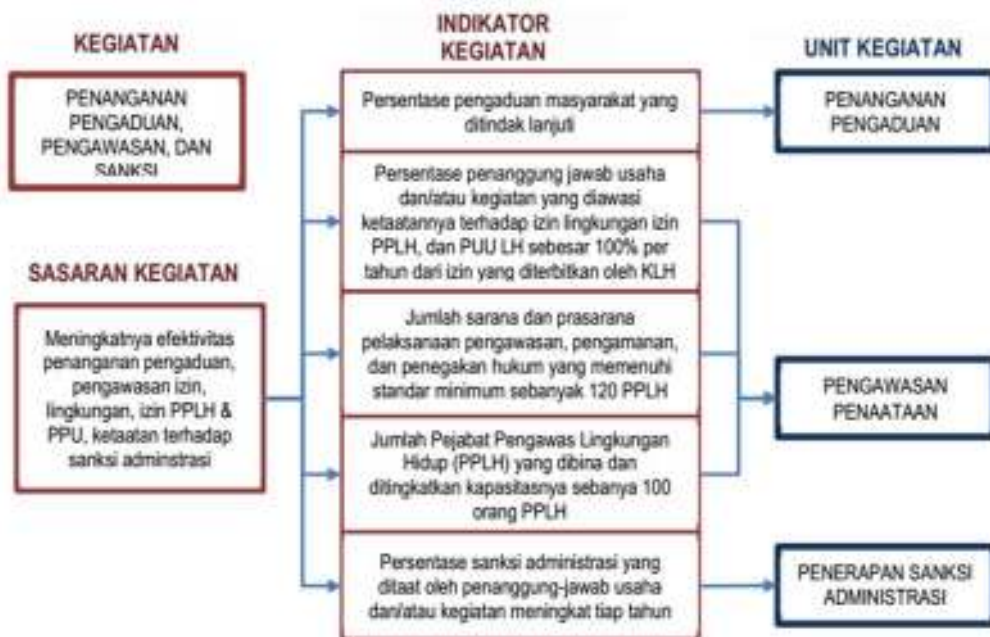 KEGIATAN
PENANGANAN
PENGADUAN,
PENGAWASAN, DAN
SANKSI
SASARAN KEGIATAN
Meningkatnya efektivitas
penanganan pengaduan,
pengawasan izin,
lingkungan, izin PPLH &
PPU, ketaatan terhadap
sanksi adminstrasi
INDIKATOR
KEGIATAN
Persentase pengaduan masyarakat yang
ditindak lanjuti
Persentase penanggung jawab usaha
dan/atau kegiatan yang diawasi
ketaatannya terhadap izin lingkungan izin
PPLH, dan PUU LH sebesar 100% per
tahun dari izin yang diterbitkan oleh KLH
Jumlah sarana dan prasarana
pelaksanaan pengawasan, pengamanan,
dan penegakan hukum yang memenuhi
standar minimum sebanyak 120 PPLH
Jumlah Pejabat Pengawas Lingkungan
Hidup (PPLH) yang dibina dan
ditingkatkan kapasitasnya sebanya 100
orang PPLH
Persentase sanksi administrasi yang
ditaat oleh penanggung-jawab usaha
dan/atau kegiatan meningkat tiap tahun
UNIT KEGIATAN
PENANGANAN
PENGADUAN
PENGAWASAN
PENAATAAN
PENERAPAN SANKSI
ADMINISTRASI